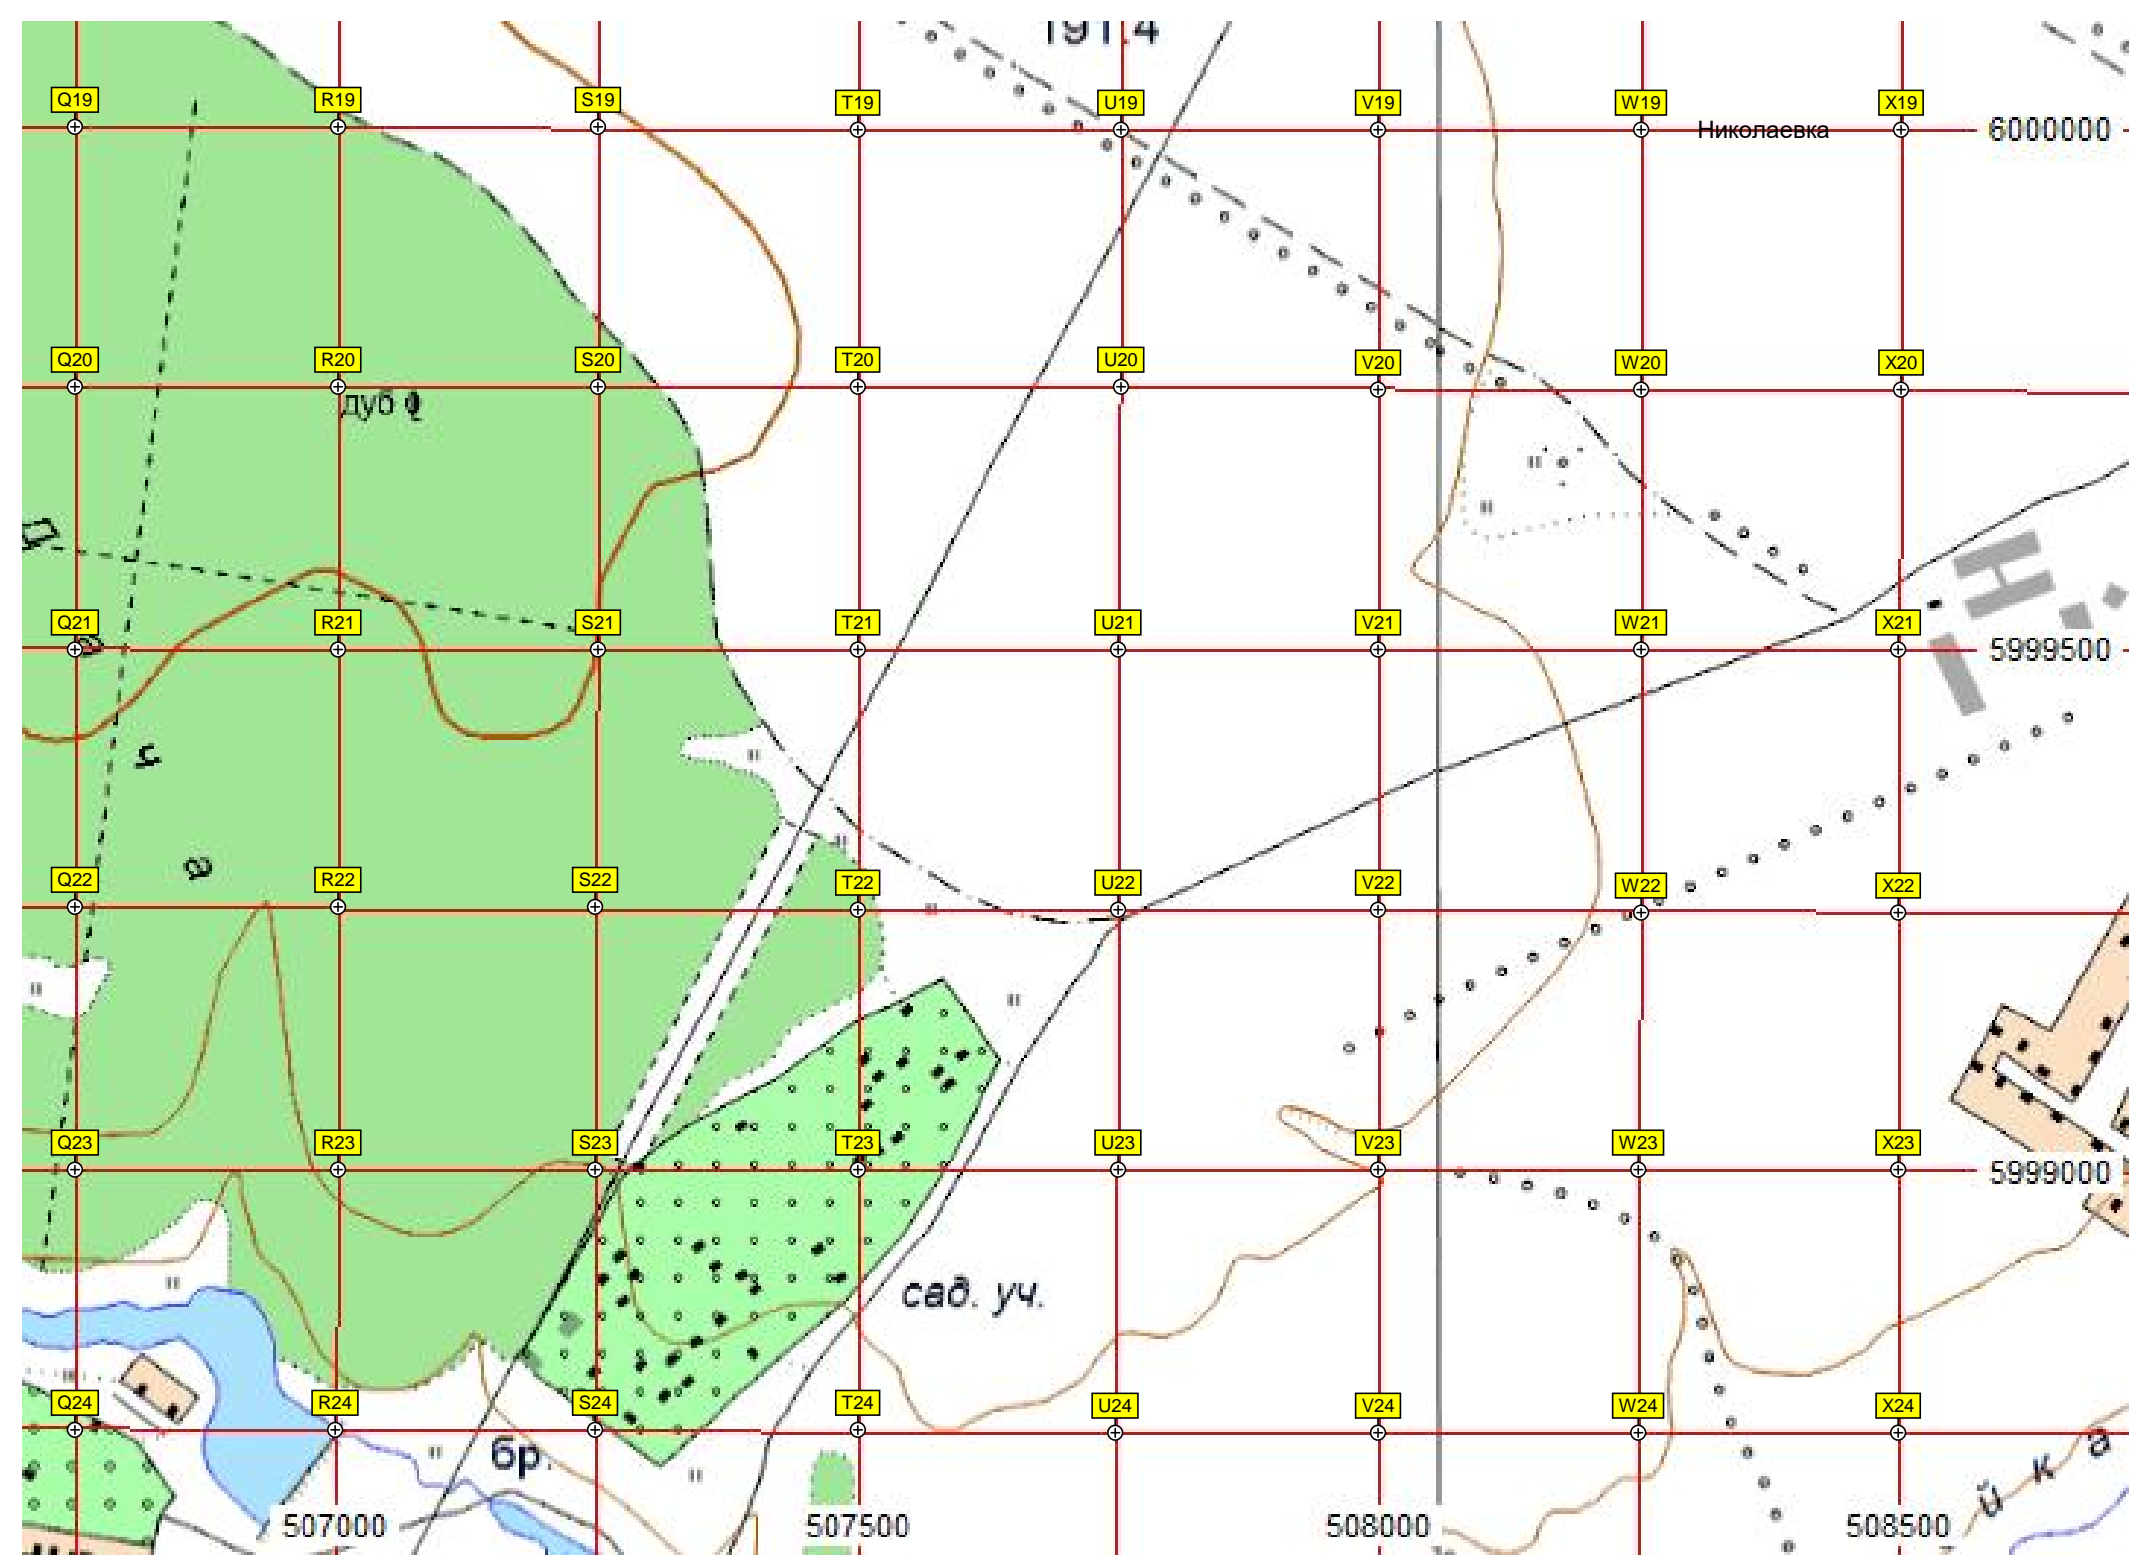 191.4
Q19 R19 S19 T19 U19 V19 W19 X19
Николаевка 6000000
Q20 R20 S20 T20 U20 V20 W20 X20
дуб
Д
Q21 R21 S21 T21 U21 V21 W21 X21
а
5999500
ч
а
Q22 R22 S22 T22 U22 V22 W22 X22
Q23 R23 S23 T23 U23 V23 W23 X23
5999000
сад. уч.
Q24 R24 S24 T24 U24 V24 W24 X24
бр.
й к а
507000 507500 508000 508500